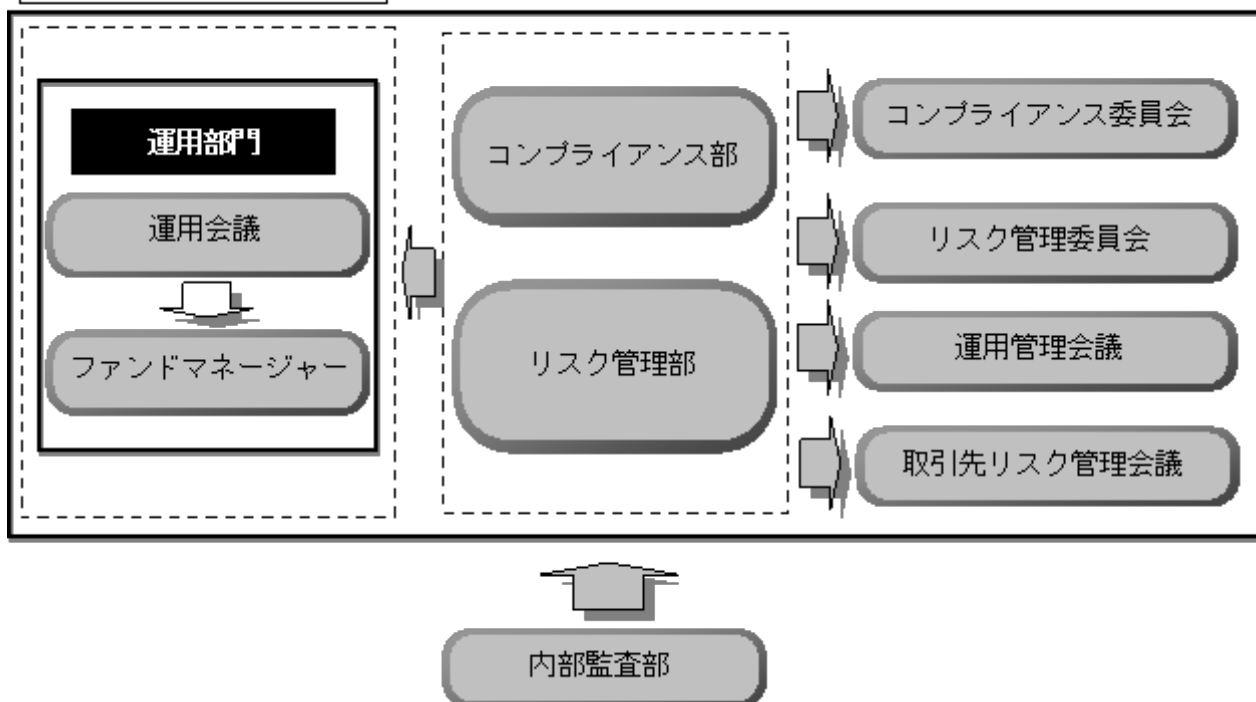 運用部門
運用会議
ファンドマネージャー
コンプライアンス部
リスク管理部
コンプライアンス委員会
リスク管理委員会
運用管理会議
取引先リスク管理会議
内部監査部